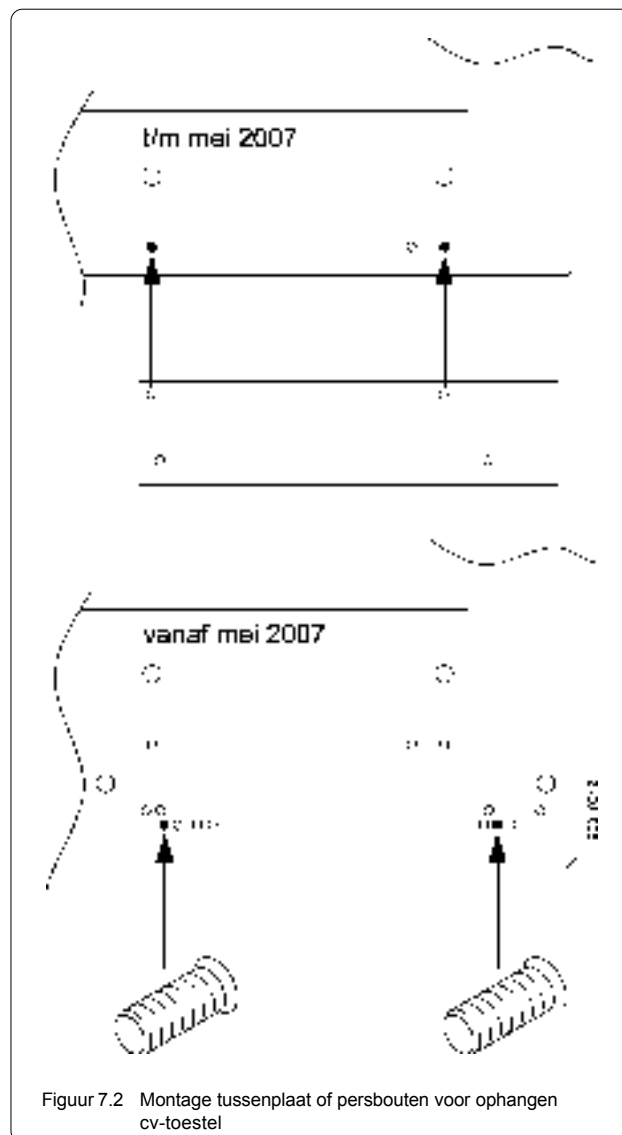 t/m mei 2007
vanaf mei 2007
Figuur 7.2 Montage tussenplaat of persbouten voor ophangen
cv-toestel